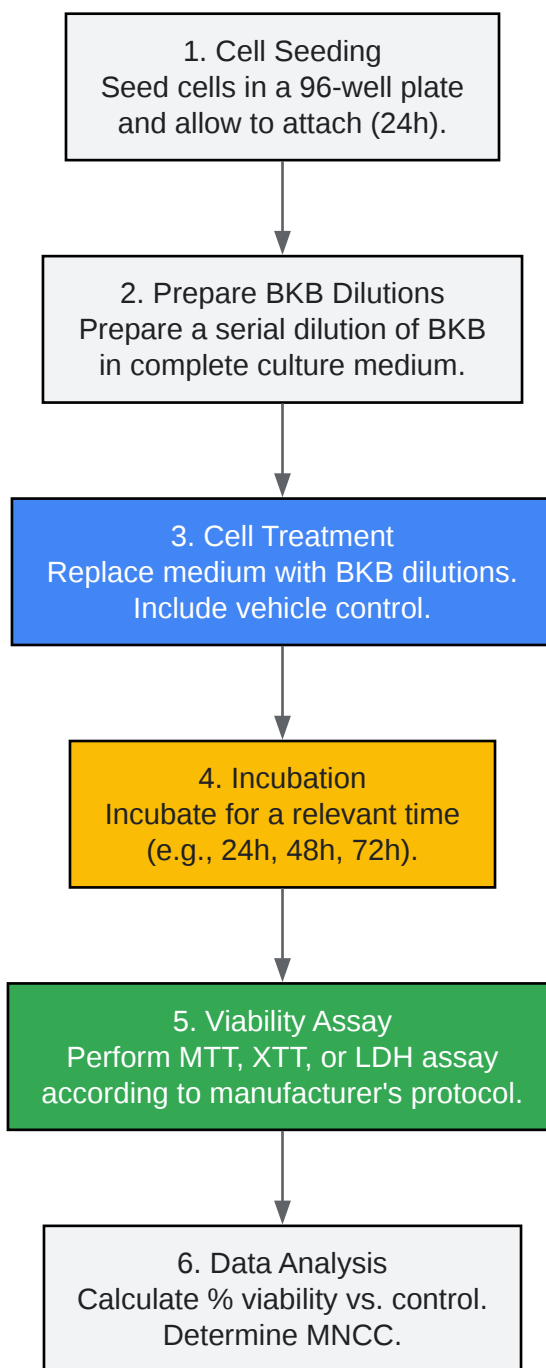 1. Cell Seeding
Seed cells in a 96-well plate
and allow to attach (24h).
2. Prepare BKB Dilutions
Prepare a serial dilution of BKB
in complete culture medium.
3. Cell Treatment
Replace medium with BKB dilutions.
Include vehicle control.
4. Incubation
Incubate for a relevant time
(e.g., 24h, 48h, 72h).
5. Viability Assay
Perform MTT, XTT, or LDH assay
according to manufacturer's protocol.
6. Data Analysis
Calculate % viability vs. control.
Determine MNCC.